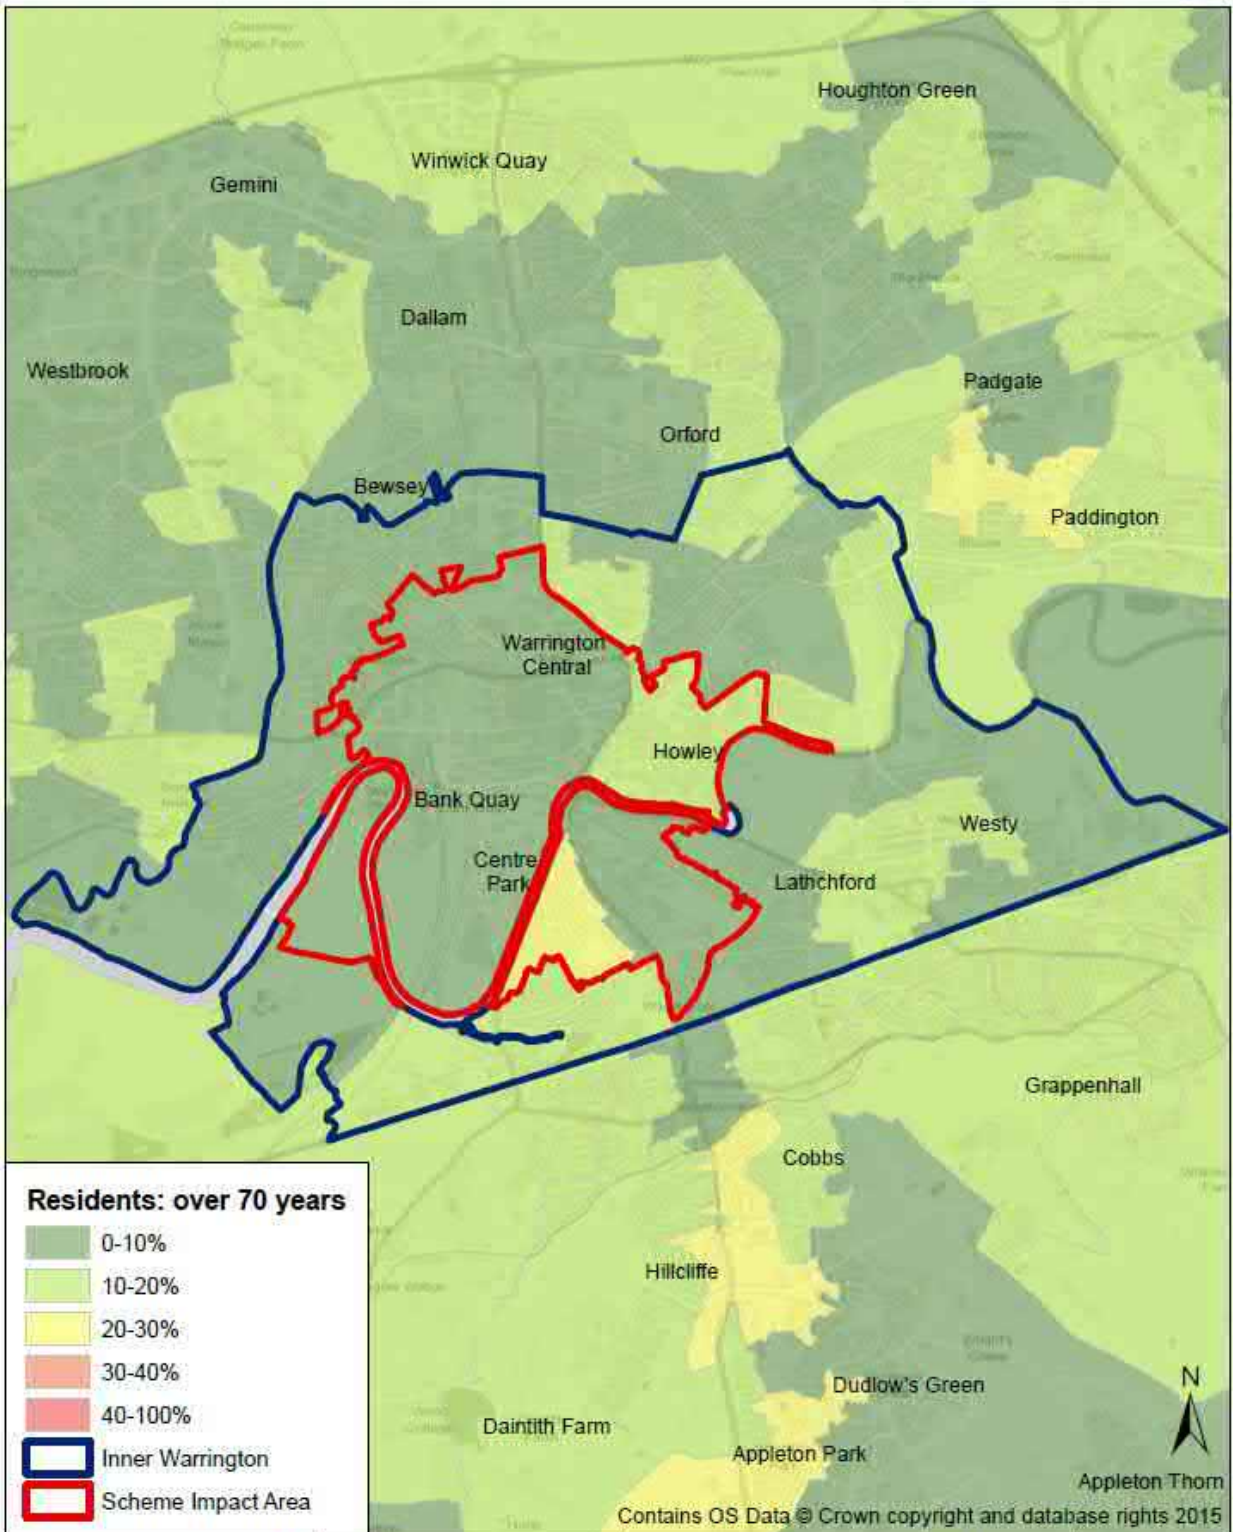 Houghton Green
Winwick Quay
Gemini
Dallam
Westbrook
Padgate
Orford
Bewsey
Paddington
Warrington
Central
Howley
Bank Quay
Westy
Centre
Park
Lathchford
Grappenhall
Cobbs
Hillcliffe
Dudlow's Green
Daintith Farm
Appleton Park
N
Appleton Thorn
Contains OS Data @ Crown copyright and database rights 2015
Residents: over 70 years
0-10%
10-20%
20-30%
30-40%
40-100%
Inner Warrington
Scheme Impact Area